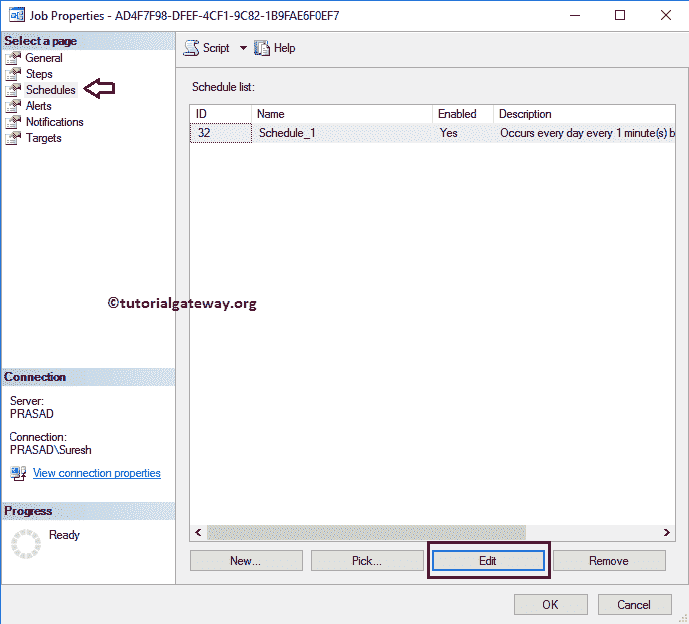 Job Properties - AD4F7F98-DFEF-4CF1-9C82-1B9FAE6F0EF7
Select a page
General
Steps
Schedules
Alerts
Notifications
Targets
Script
Help
Schedule list:
ID Name Enabled Description
32 Schedule_1 Yes Occurs every day every 1 minute(s) b
©tutorialgateway.org
Connection
Server:
PRASAD
Connection:
PRASAD\Suresh
View connection properties
Progress
Ready
New... Pick... Edit Remove
OK Cancel